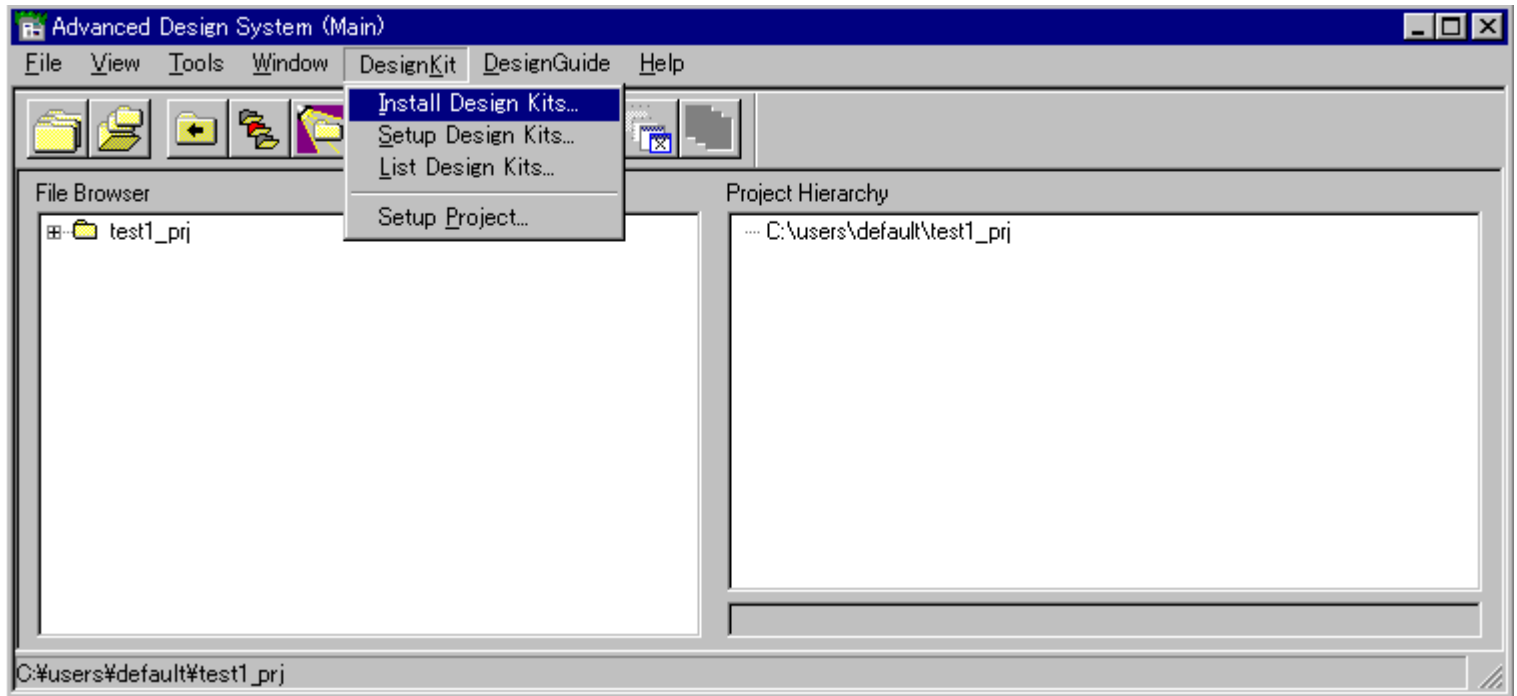 Advanced Design System (Main)
File View Tools Window DesignKit DesignGuide Help
Install Design Kits...
Setup Design Kits...
List Design Kits...
Setup Project...
File Browser
test1_prj
Project Hierarchy
C:\users\default\test1_prj
C:¥users¥default¥test1_prj